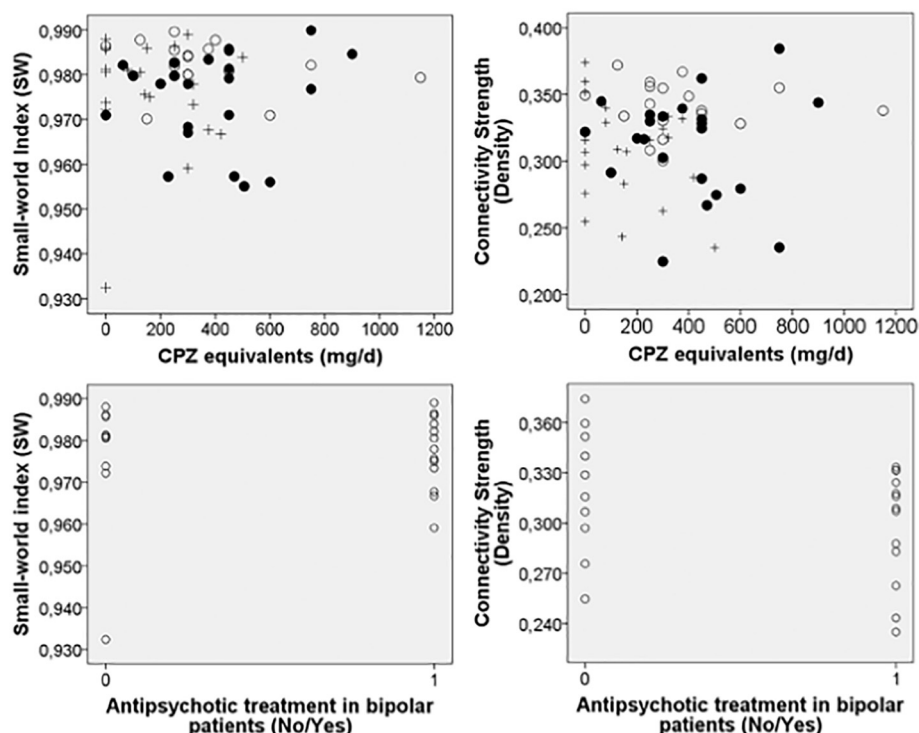 Small-world Index (SW)
0,990
0,980
0,970
0,960
0,950
0,940
0,930
0 200 400 600 800 1000 1200
CPZ equivalents (mg/d)
Connectivity Strength
(Density)
0,400
0,350
0,300
0,250
0,200
0 200 400 600 800 1000 1200
CPZ equivalents (mg/d)
Small-world index (SW)
0,990
0,980
0,970
0,960
0,950
0,940
0,930
0 1
Antipsychotic treatment in bipolar
patients (No/Yes)
Connectivity Strength
(Density)
0,360
0,330
0,300
0,270
0,240
0 1
Antipsychotic treatment in bipolar
patients (No/Yes)